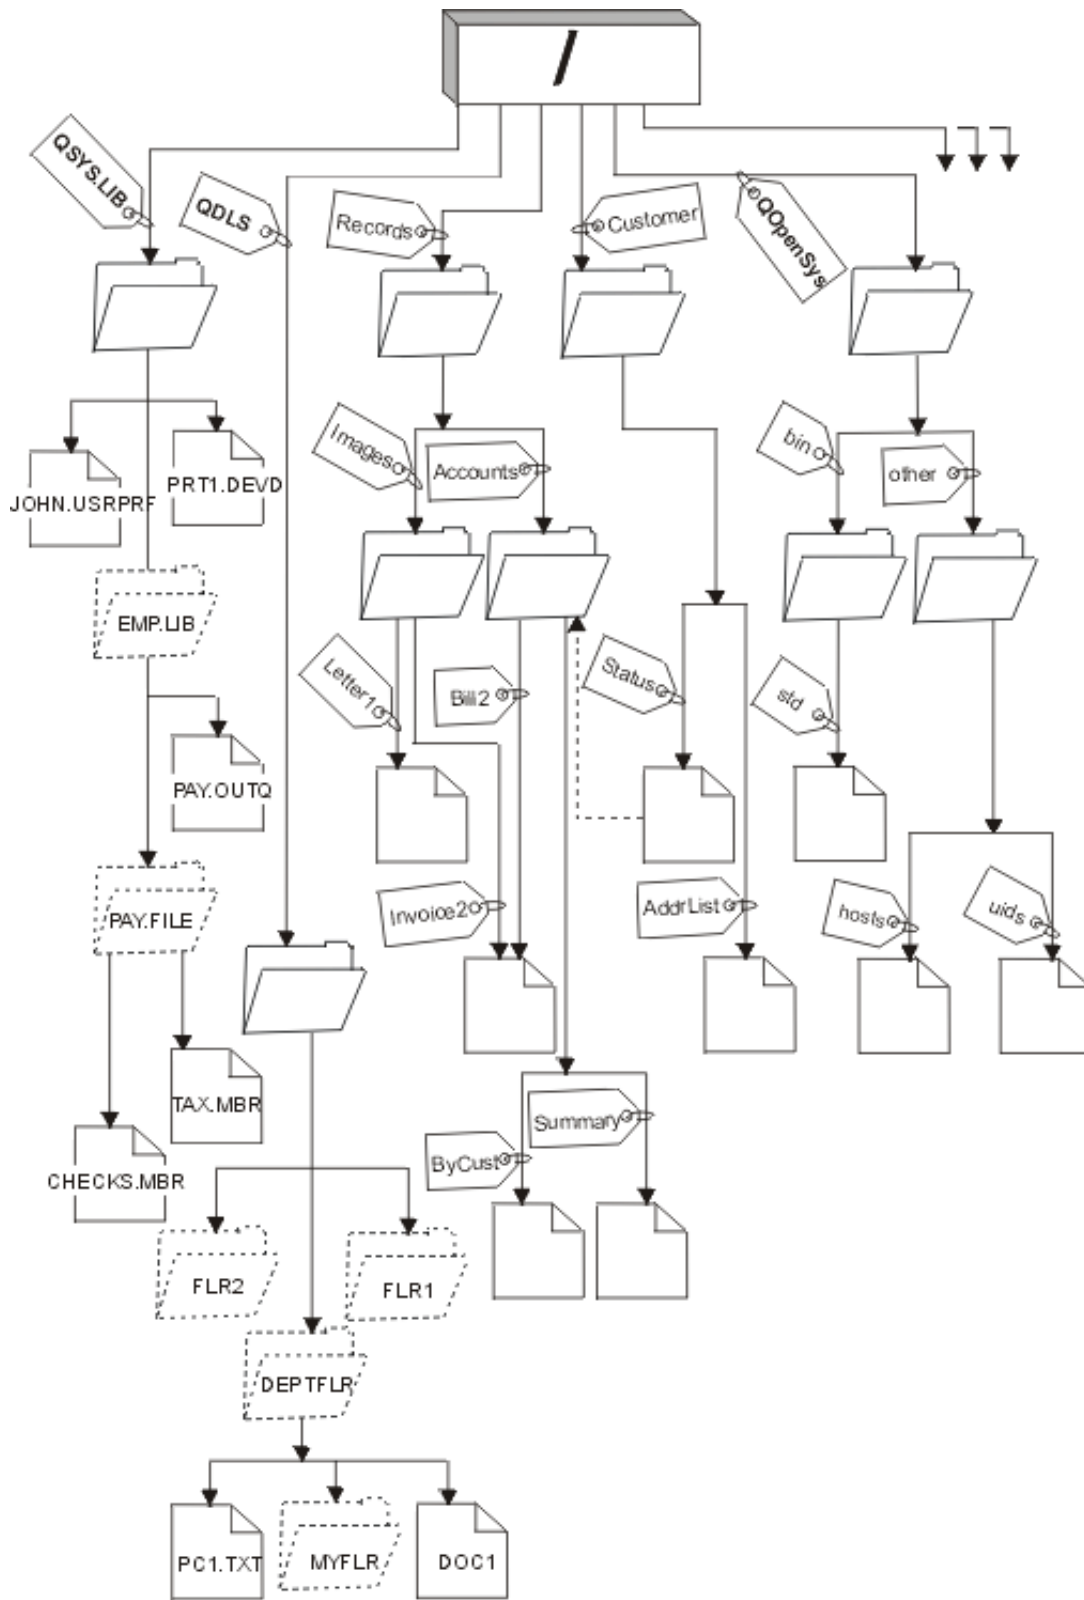 /
QSYS.LIB
QDLS
Records
Customer
QOpenSys
Images
Accounts
bin
other
JOHN.USRPRF
PRT1.DEVD
EMP.LIB
Letter1
Bill2
Status
std
PAY.OUTQ
PAY.FILE
Invoice2
AddrList
hosts
uids
TAX.MBR
Summary
ByCust
CHECKS.MBR
FLR2
FLR1
DEPTFLR
PC1.TXT
MYFLR
DOC1